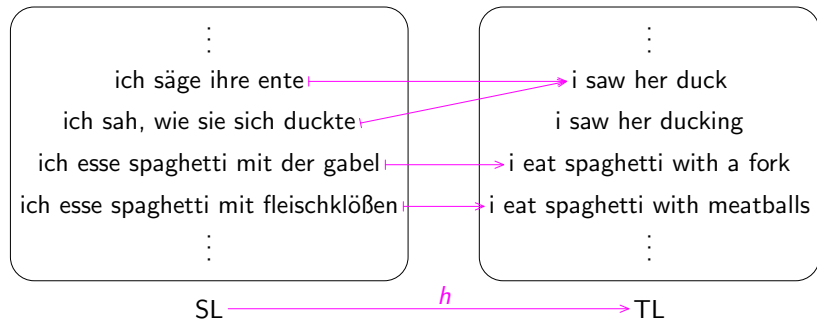 ich säge ihre ente i saw her duck
ich sah, wie sie sich duckte i saw her ducking
ich esse spaghetti mit der gabel i eat spaghetti with a fork
ich esse spaghetti mit fleischklößen i eat spaghetti with meatballs
h
SL TL